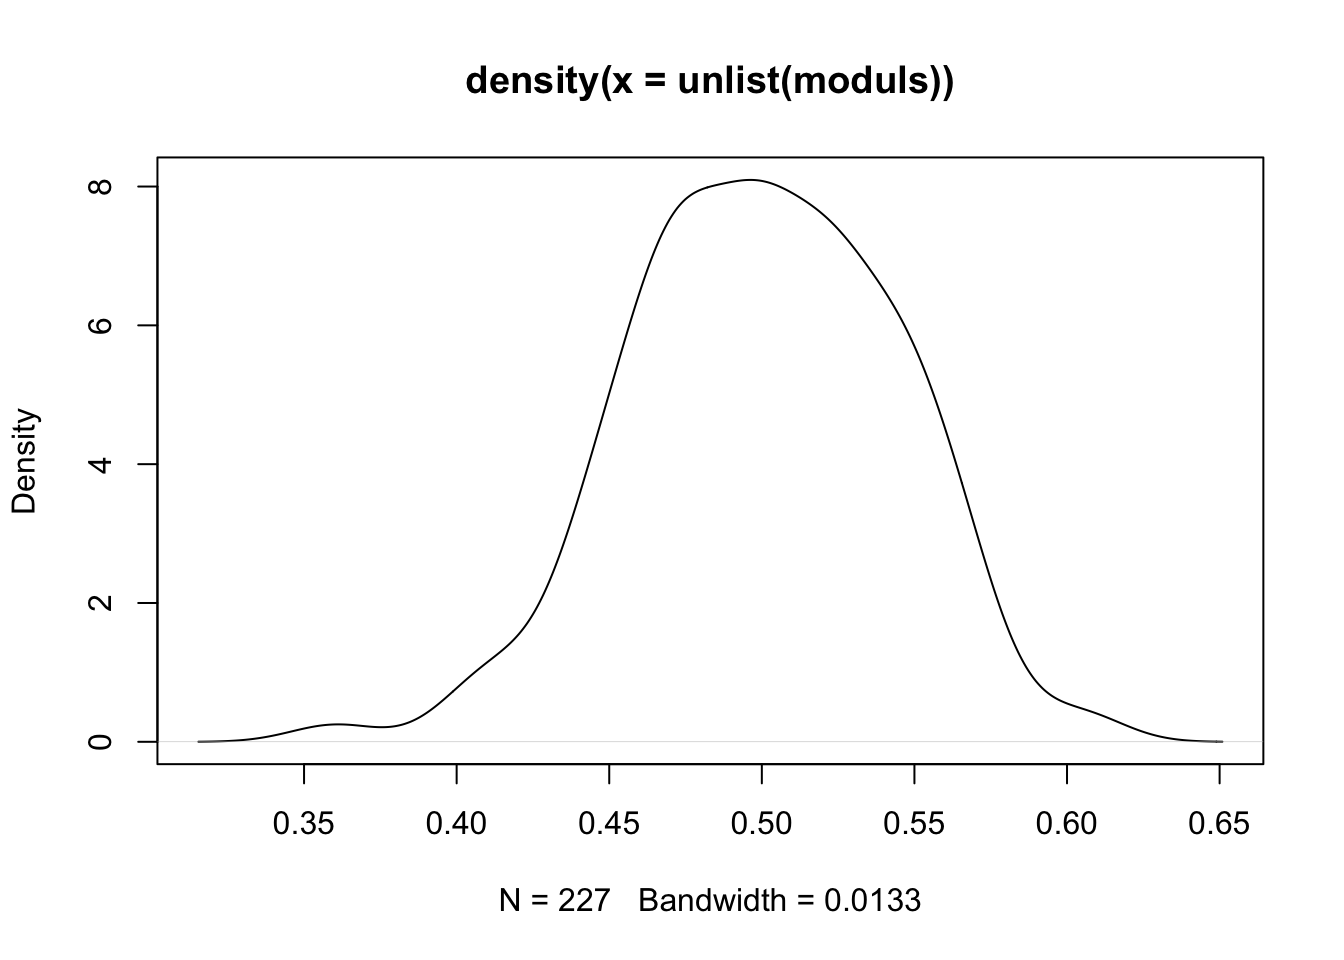 density(x = unlist(moduls))
Density
8
6
4
2
0
0.35 0.40 0.45 0.50 0.55 0.60 0.65
N = 227 Bandwidth = 0.0133